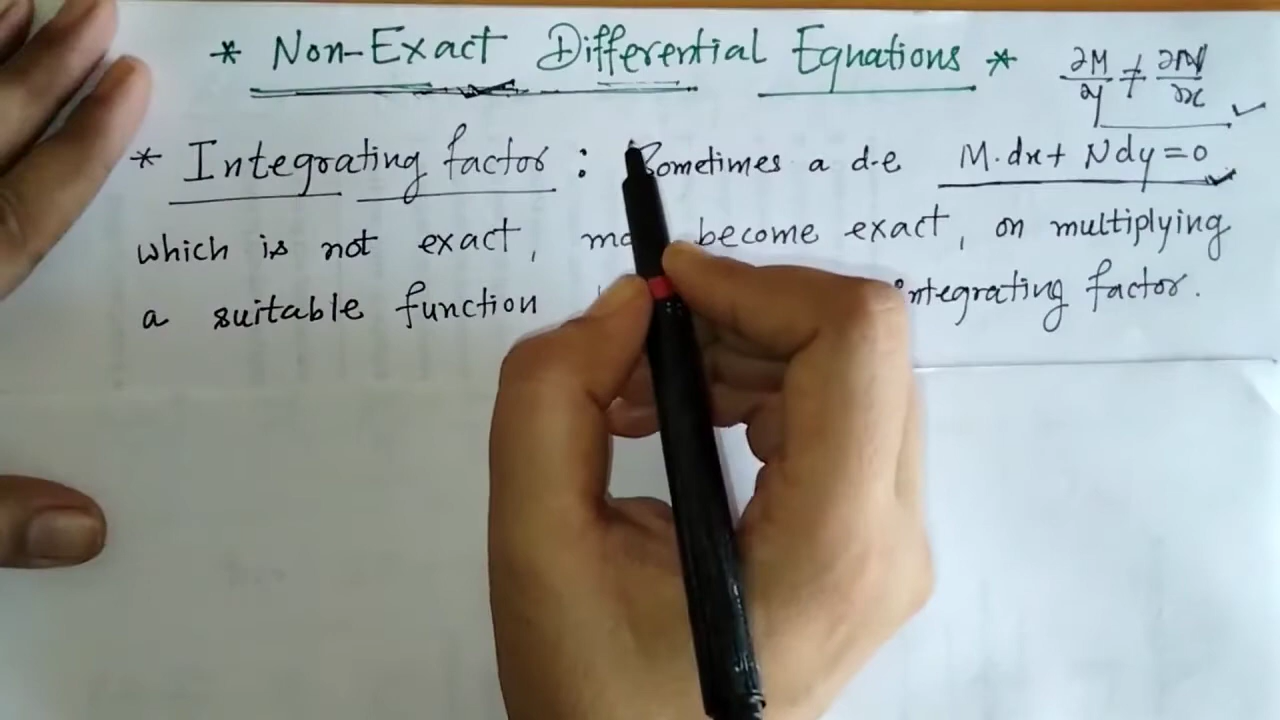 * Non-Exact Differential Equations * ∂M/∂y ≠ ∂N/∂x
* Integrating factor : Sometimes a d-e M.dx + Ndy = 0
which is not exact, become exact, on multiplying
a suitable function integrating factor.